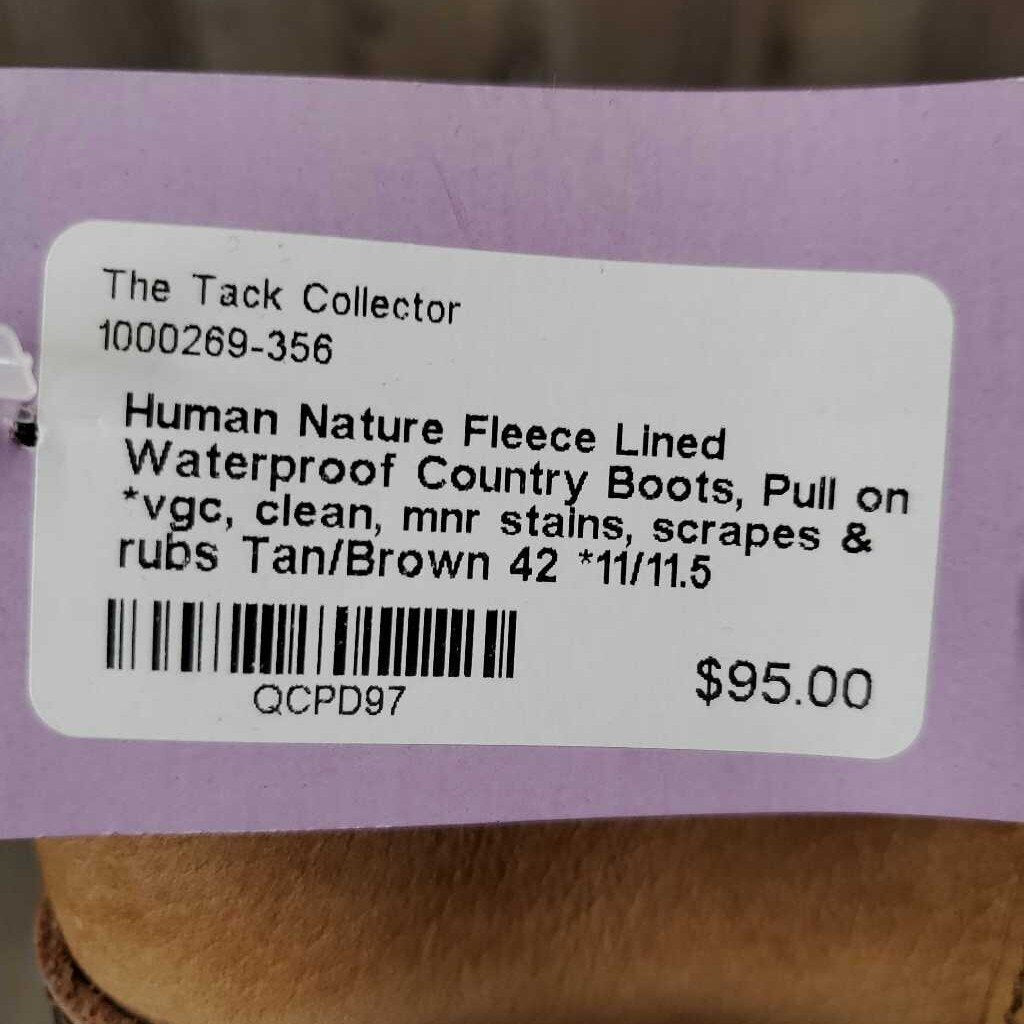 The Tack Collector
1000269-356
Human Nature Fleece Lined
Waterproof Country Boots, Pull on
*vgc, clean, mnr stains, scrapes &
rubs Tan/Brown 42 *11/11.5
QCPD97
$95.00